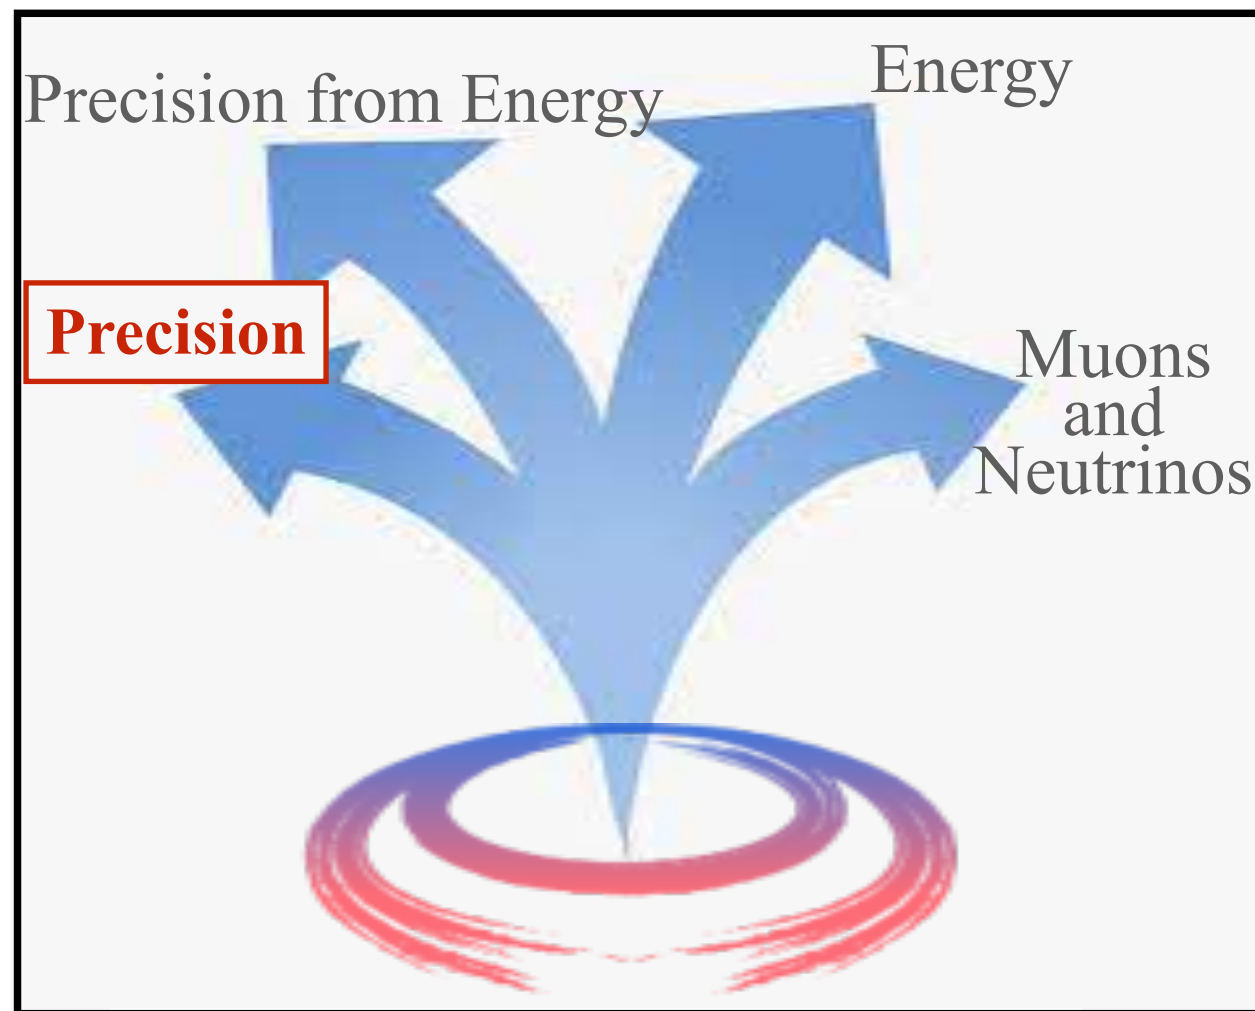 Precision from Energy
Energy
Precision
Muons
and
Neutrinos